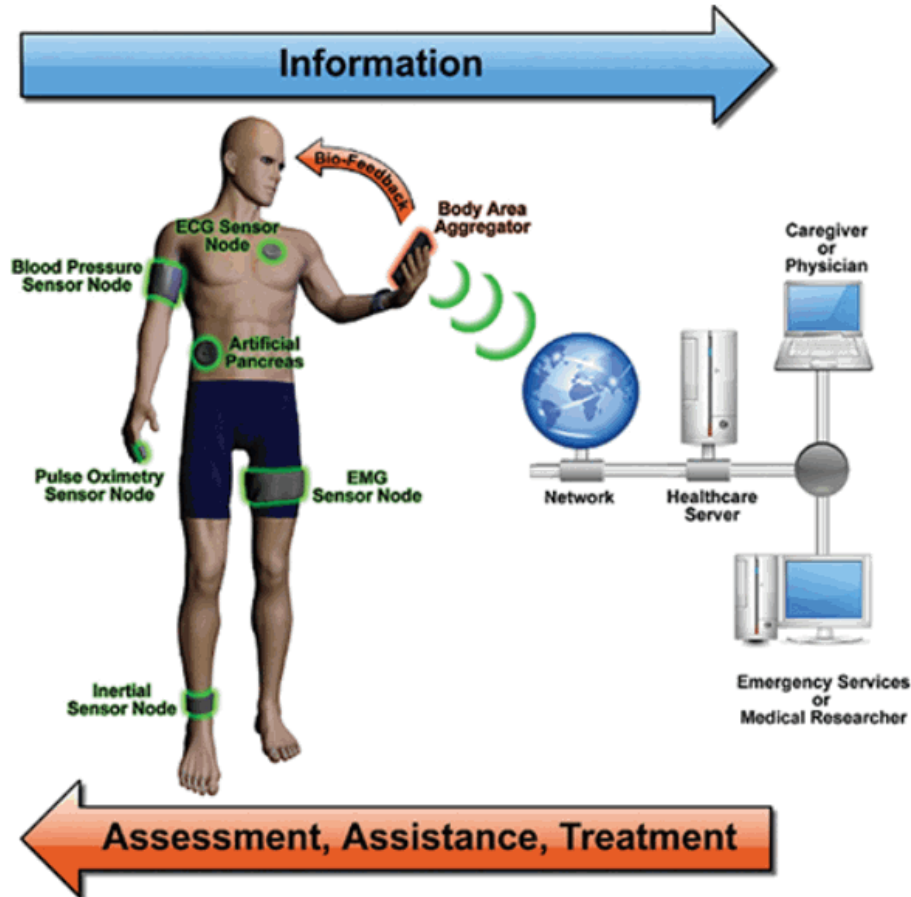 Information
Bio-Feedback
Body Area
Aggregator
ECG Sensor
Node
Blood Pressure
Sensor Node
Artificial
Pancreas
Pulse Oximetry
Sensor Node
EMG
Sensor Node
Inertial
Sensor Node
Caregiver
or
Physician
Network
Healthcare
Server
Emergency Services
or
Medical Researcher
Assessment, Assistance, Treatment